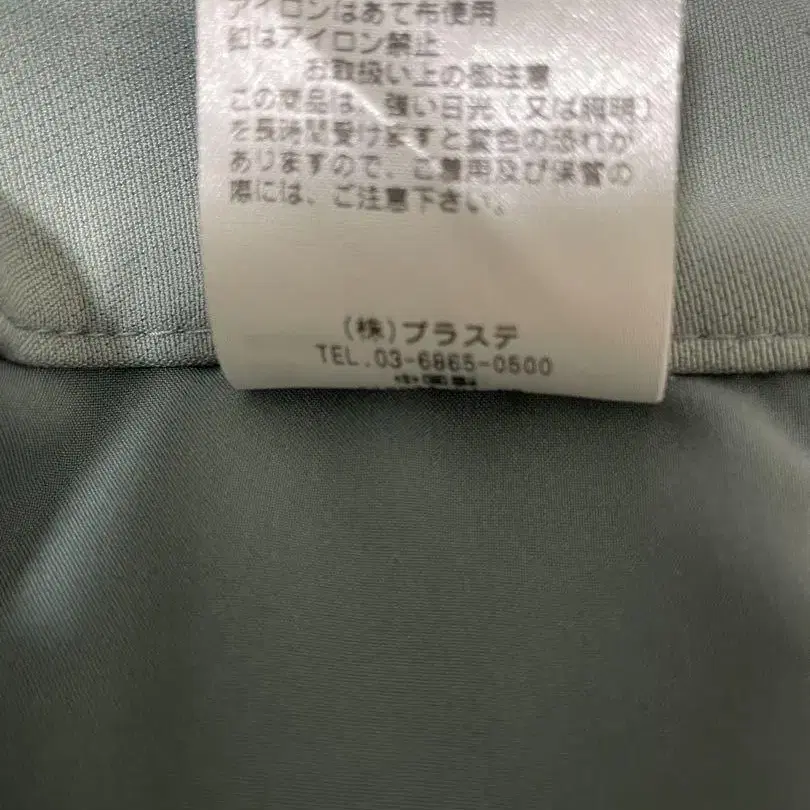 アイロンはあて布使用
釦はアイロン禁止
お取扱い上の御注意
この商品は、強い日光(又は照明)
を長時間受けますと変色の恐れが
ありますので、ご着用及び保管の
際には、ご注意下さい。
(株)プラステ
TEL.03-6865-0500
中国製